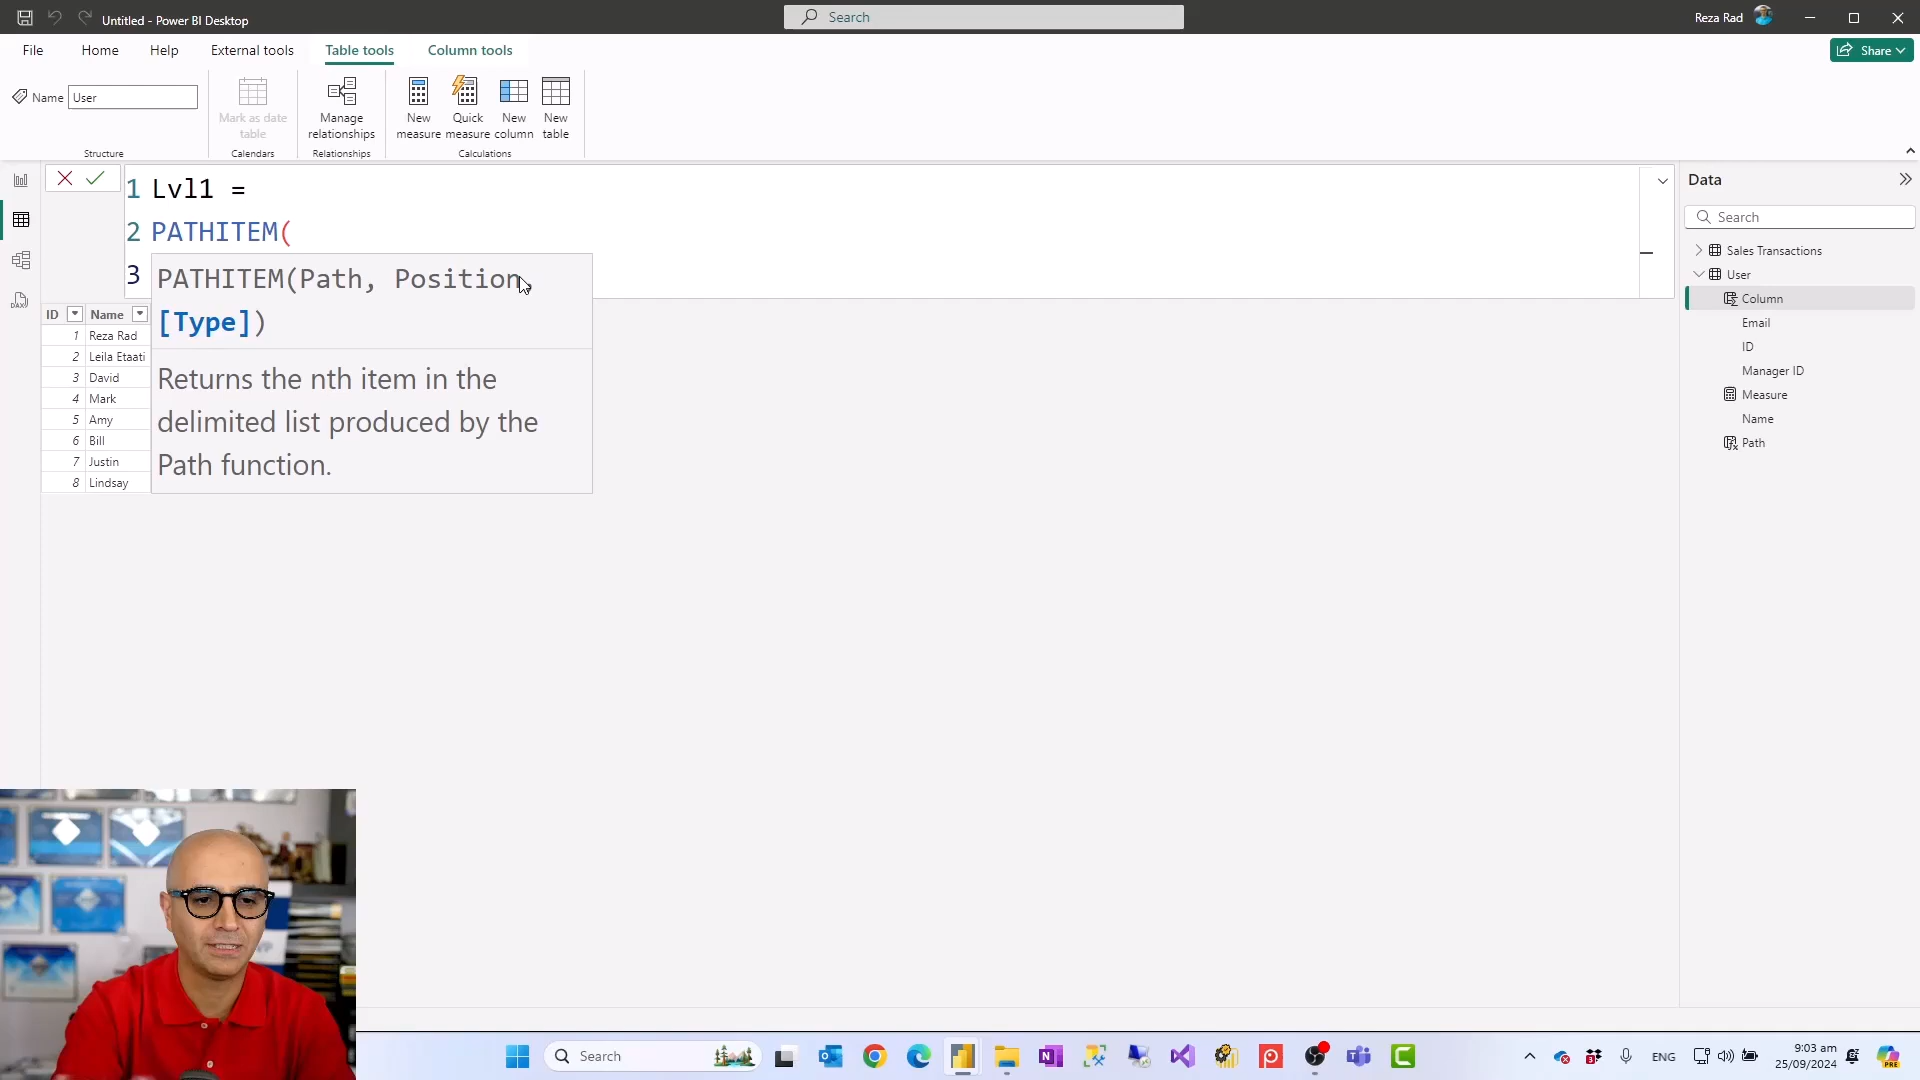 Untitled - Power BI Desktop
Search
Reza Rad
File
Home
Help
External tools
Table tools
Column tools
Share
Name
User
Mark as date
table
Manage
relationships
New
measure
Quick
measure
New
column
New
table
Structure
Calendars
Relationships
Calculations
1 Lvl1 =
2 PATHITEM(
3
PATHITEM(Path, Position,
[Type])
Returns the nth item in the
delimited list produced by the
Path function.
ID Name
1 Reza Rad
2 Leila Etaati
3 David
4 Mark
5 Amy
6 Bill
7 Justin
8 Lindsay
Data
Search
Sales Transactions
User
Column
Email
ID
Manager ID
Measure
Name
Path
DAX
Search
ENG
9:03 am
25/09/2024
PRE